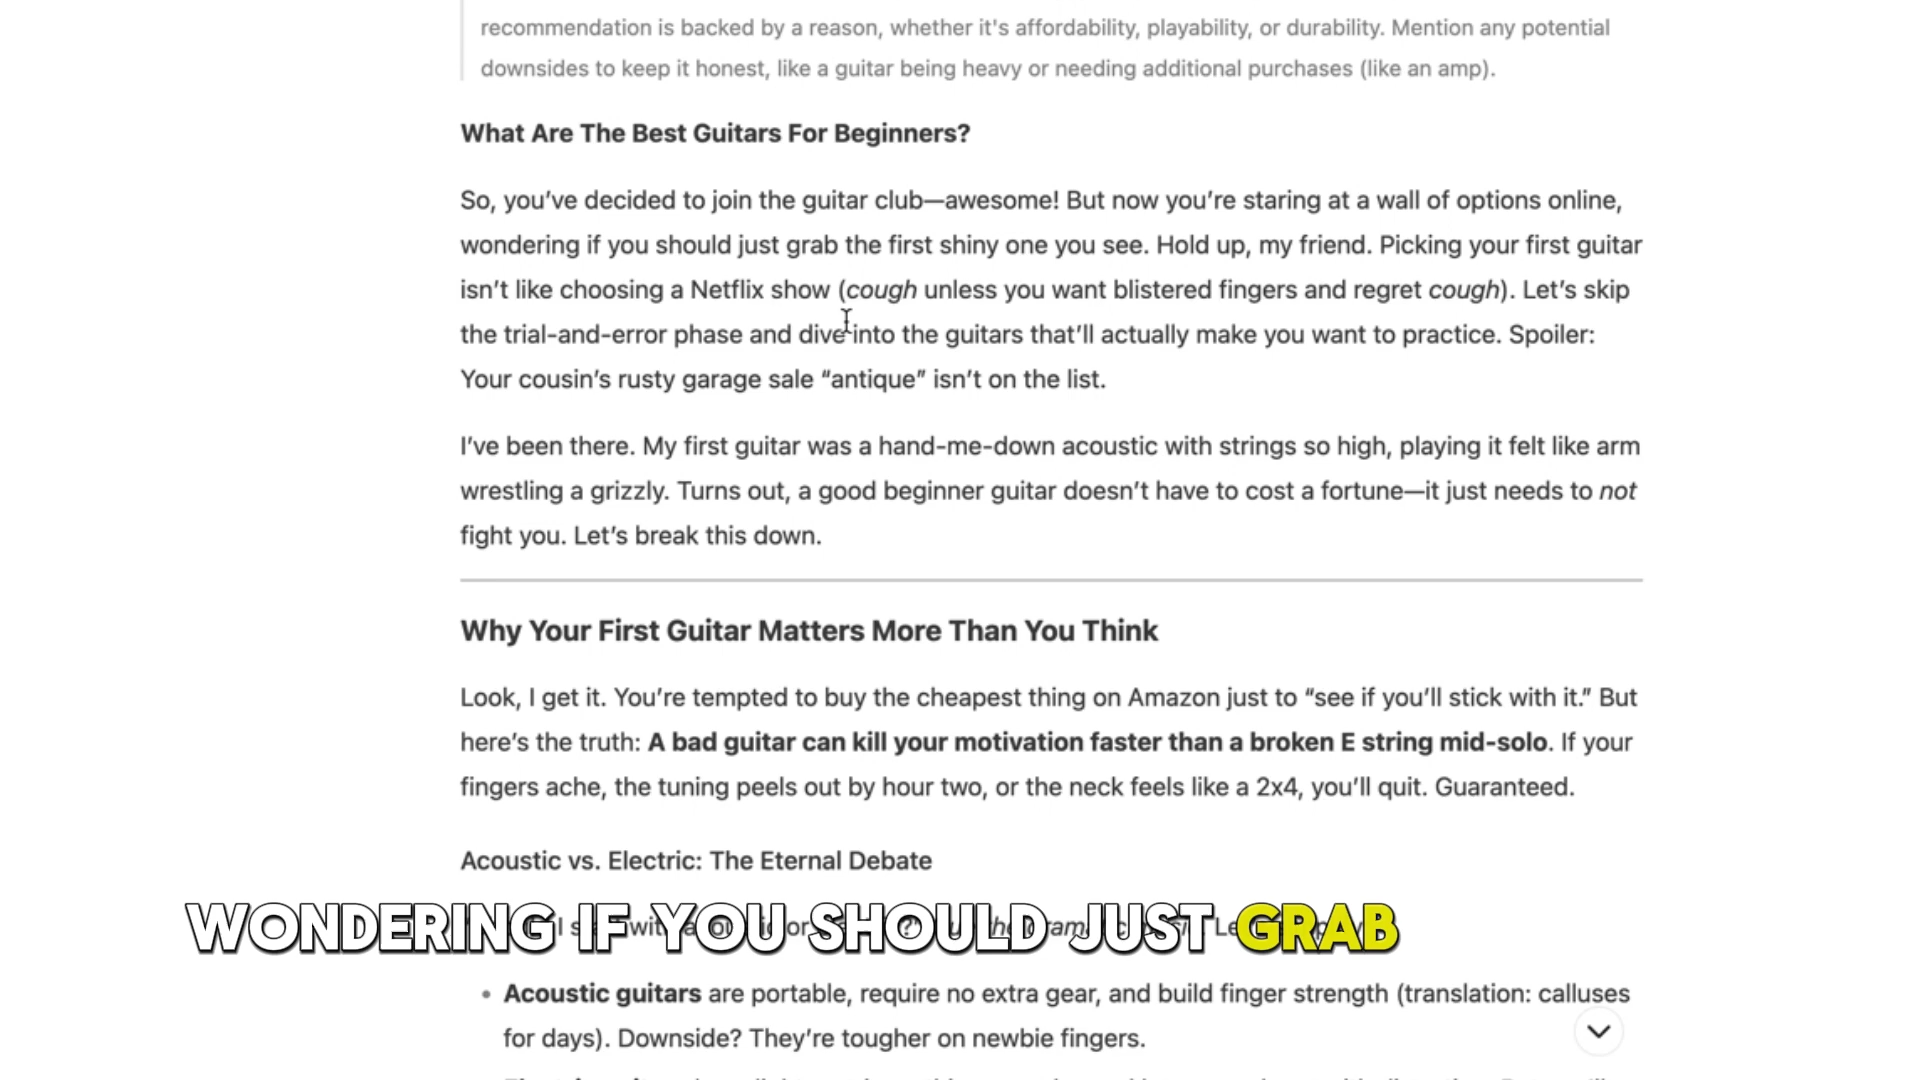 recommendation is backed by a reason, whether it's affordability, playability, or durability. Mention any potential
downsides to keep it honest, like a guitar being heavy or needing additional purchases (like an amp).
What Are The Best Guitars For Beginners?
So, you’ve decided to join the guitar club—awesome! But now you’re staring at a wall of options online,
wondering if you should just grab the first shiny one you see. Hold up, my friend. Picking your first guitar
isn’t like choosing a Netflix show (cough unless you want blistered fingers and regret cough). Let’s skip
the trial-and-error phase and dive into the guitars that’ll actually make you want to practice. Spoiler:
Your cousin’s rusty garage sale “antique” isn’t on the list.
I’ve been there. My first guitar was a hand-me-down acoustic with strings so high, playing it felt like arm
wrestling a grizzly. Turns out, a good beginner guitar doesn’t have to cost a fortune—it just needs to not
fight you. Let’s break this down.
Why Your First Guitar Matters More Than You Think
Look, I get it. You’re tempted to buy the cheapest thing on Amazon just to “see if you’ll stick with it.” But
here’s the truth: A bad guitar can kill your motivation faster than a broken E string mid-solo. If your
fingers ache, the tuning peels out by hour two, or the neck feels like a 2x4, you’ll quit. Guaranteed.
Acoustic vs. Electric: The Eternal Debate
WONDERING IF YOU SHOULD JUST GRAB
• Acoustic guitars are portable, require no extra gear, and build finger strength (translation: calluses
for days). Downside? They’re tougher on newbie fingers.